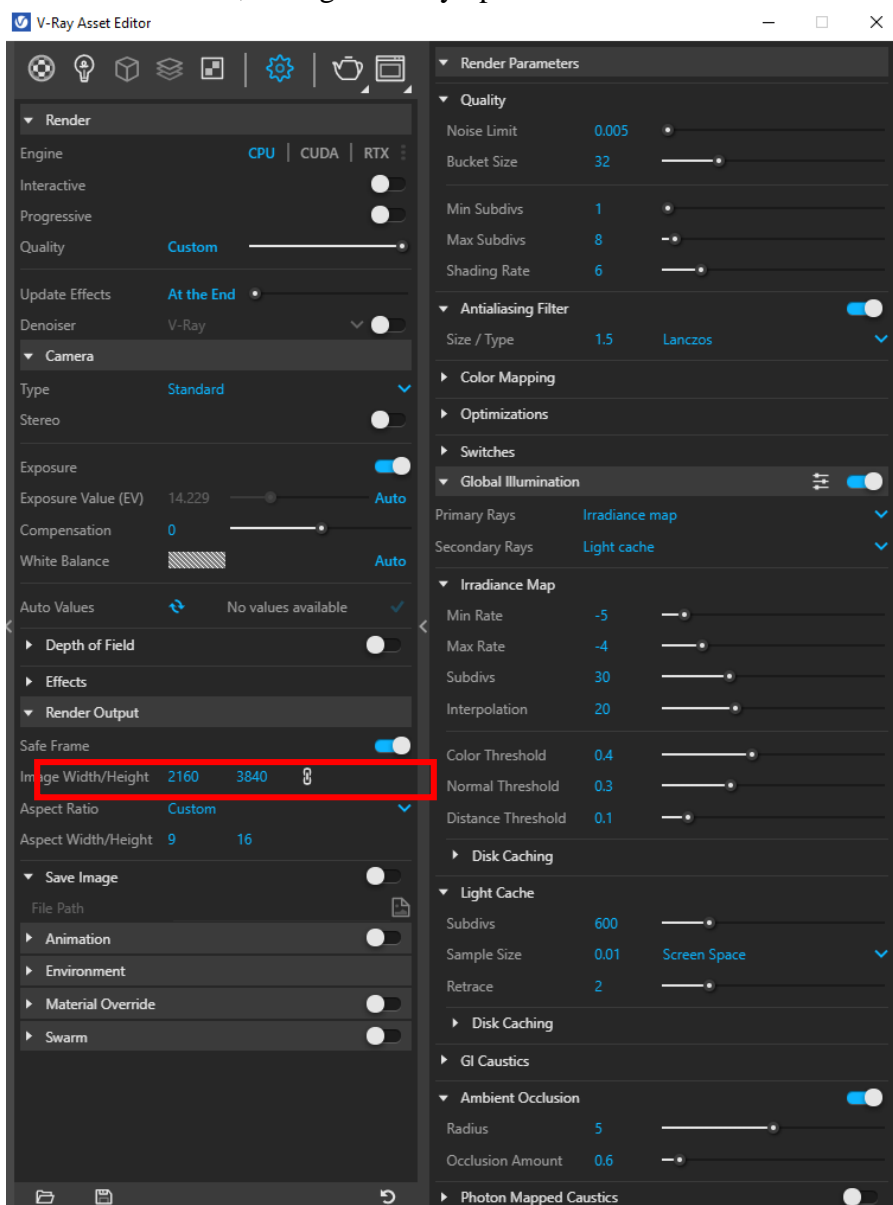 V-Ray Asset Editor
Render
Engine CPU | CUDA | RTX
Interactive
Progressive
Quality Custom
Update Effects At the End
Denoiser V-Ray
Camera
Type Standard
Stereo
Exposure
Exposure Value (EV) 14.229 Auto
Compensation 0
White Balance Auto
Auto Values No values available
Depth of Field
Effects
Render Output
Safe Frame
Image Width/Height 2160 3840
Aspect Ratio Custom
Aspect Width/Height 9 16
Save Image
File Path
Animation
Environment
Material Override
Swarm
Render Parameters
Quality
Noise Limit 0.005
Bucket Size 32
Min Subdivs 1
Max Subdivs 8
Shading Rate 6
Antialiasing Filter
Size / Type 1.5 Lanczos
Color Mapping
Optimizations
Switches
Global Illumination
Primary Rays Irradiance map
Secondary Rays Light cache
Irradiance Map
Min Rate -5
Max Rate -4
Subdivs 30
Interpolation 20
Color Threshold 0.4
Normal Threshold 0.3
Distance Threshold 0.1
Disk Caching
Light Cache
Subdivs 600
Sample Size 0.01 Screen Space
Retrace 2
Disk Caching
GI Caustics
Ambient Occlusion
Radius 5
Occlusion Amount 0.6
Photon Mapped Caustics